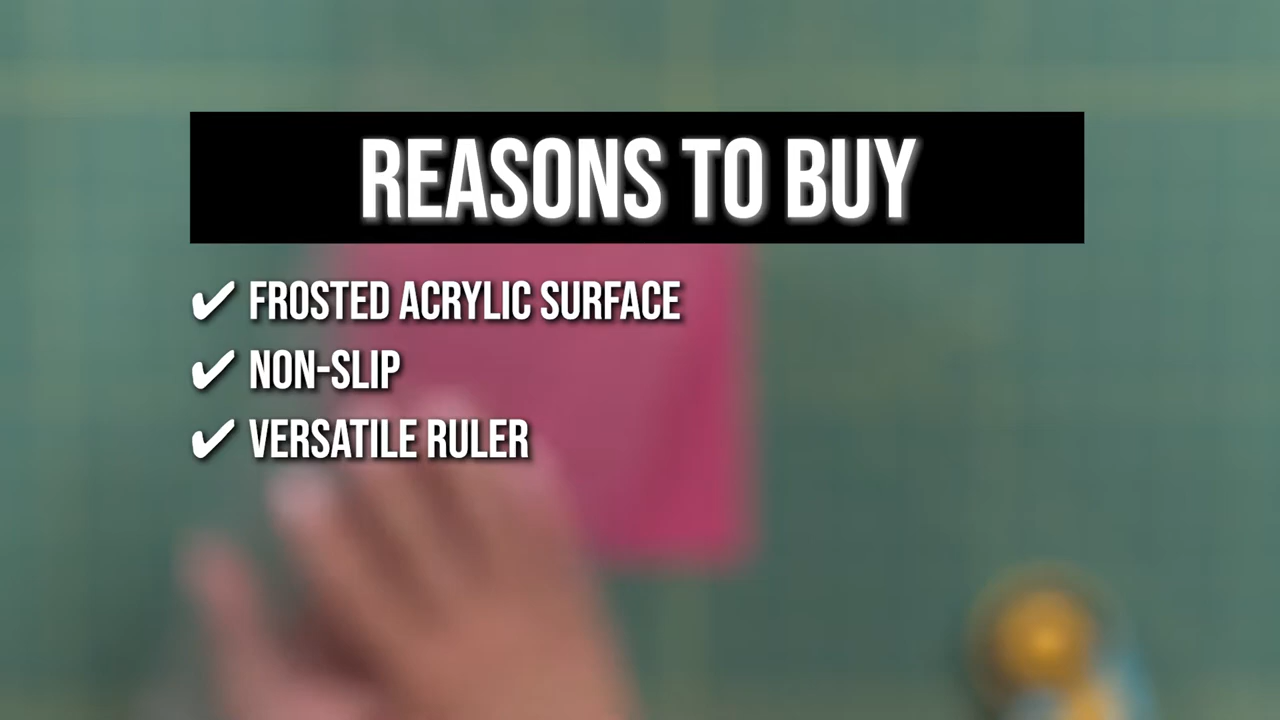 REASONS TO BUY
✔ FROSTED ACRYLIC SURFACE
✔ NON-SLIP
✔ VERSATILE RULER